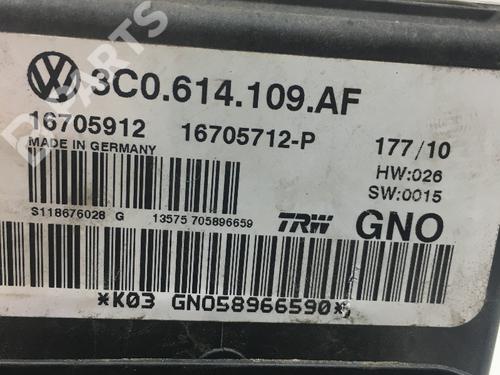 3C0.614.109.AF
16705912 16705712-P 177/10
MADE IN GERMANY HW:026
SW:0015
S118676028 G 13575 705896659 TRW GNO
*K03 GNO58966590*